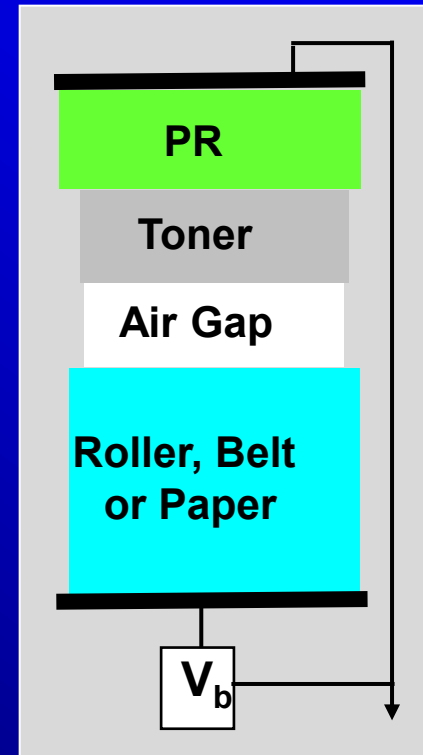 PR
Toner
Air Gap
Roller, Belt
or Paper
Vb